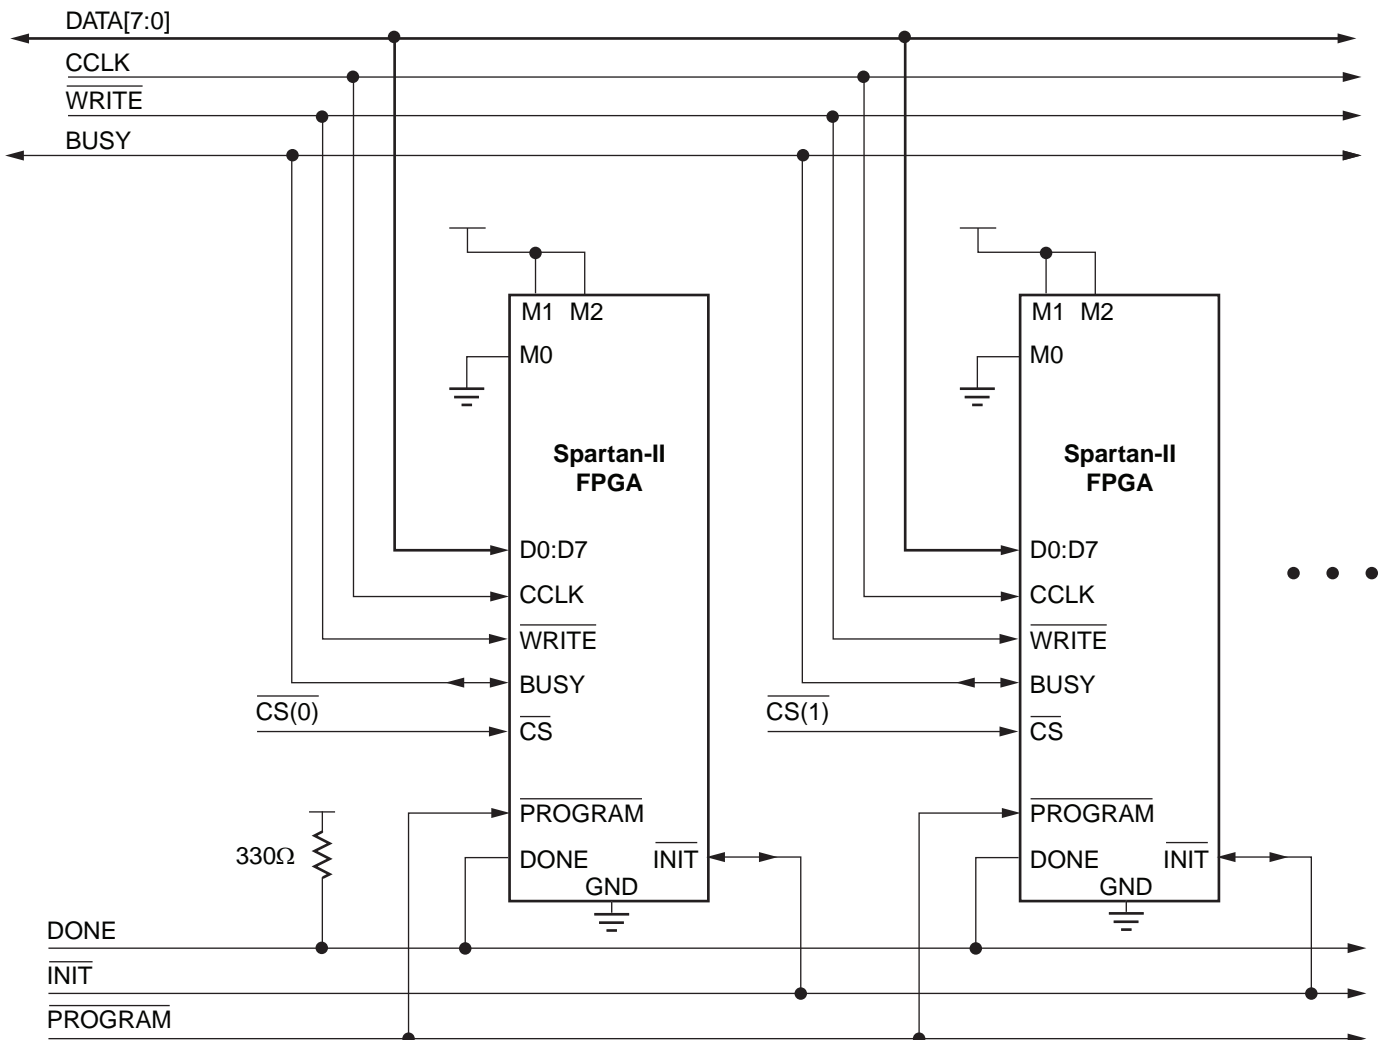 DATA[7:0]
CCLK
WRITE
BUSY
M1 M2
M0
Spartan-II
FPGA
D0:D7
CCLK
WRITE
BUSY
CS(0)
CS
PROGRAM
330Ω
DONE
INIT
GND
M1 M2
M0
Spartan-II
FPGA
D0:D7
CCLK
WRITE
BUSY
CS(1)
CS
PROGRAM
DONE
INIT
GND
DONE
INIT
PROGRAM